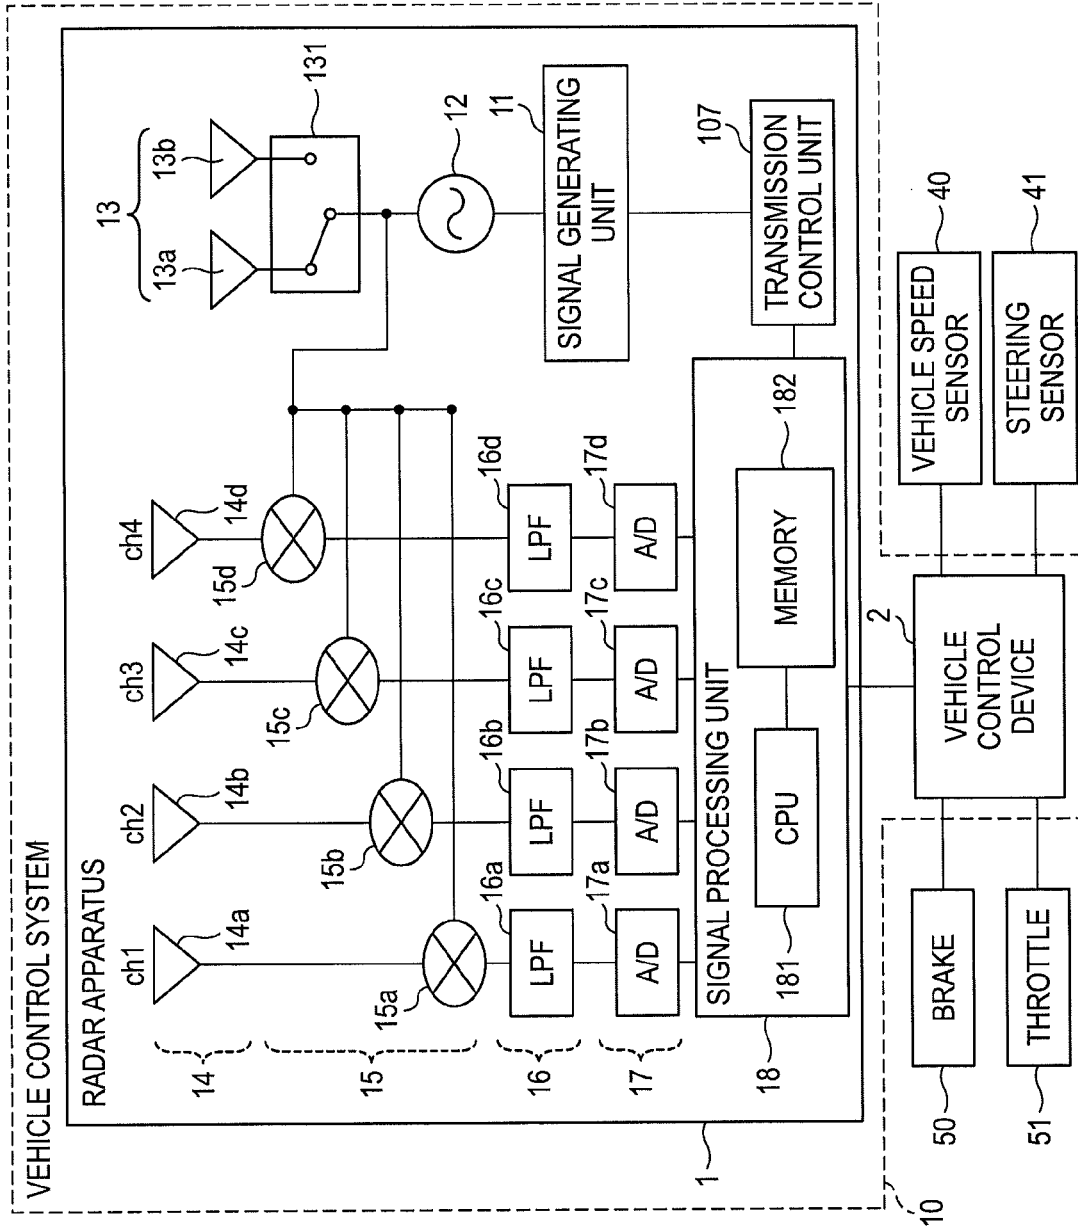 VEHICLE CONTROL SYSTEM
RADAR APPARATUS
ch1
ch2
ch3
ch4
14a
14b
14c
14d
14
13
13a
13b
131
15a
15b
15c
15d
15
12
16a
16b
16c
16d
LPF
LPF
LPF
LPF
16
11
SIGNAL GENERATING
UNIT
17a
17b
17c
17d
A/D
A/D
A/D
A/D
17
SIGNAL PROCESSING UNIT
181
CPU
MEMORY
182
18
107
TRANSMISSION
CONTROL UNIT
1
10
2
VEHICLE
CONTROL
DEVICE
50
BRAKE
51
THROTTLE
VEHICLE SPEED
SENSOR
40
STEERING
SENSOR
41